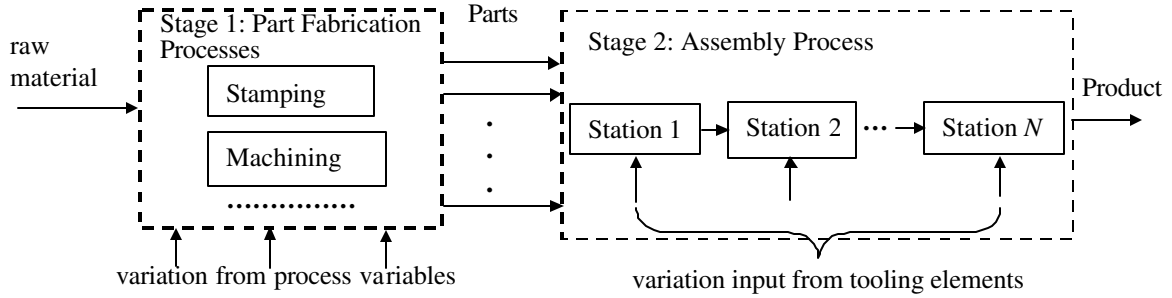 raw
material
Stage 1: Part Fabrication
Processes
Stamping
Machining
................
variation from process variables
Parts
Stage 2: Assembly Process
Station 1
Station 2
...
Station N
variation input from tooling elements
Product